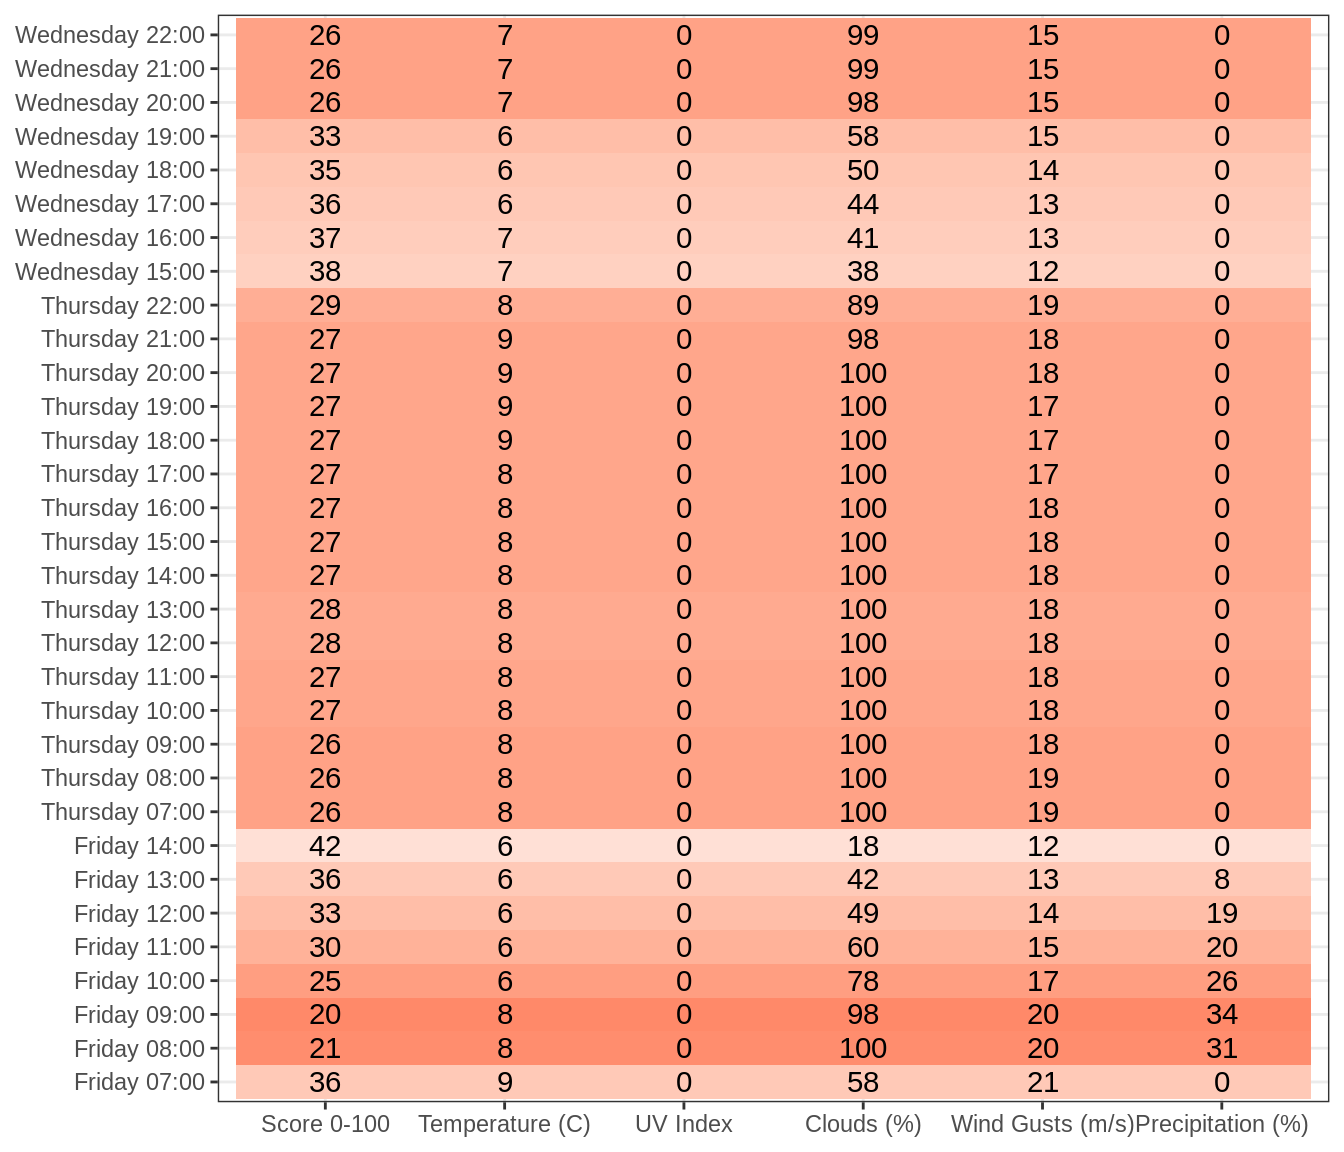 Wednesday 22:00 26 7 0 99 15 0
Wednesday 21:00 26 7 0 99 15 0
Wednesday 20:00 26 7 0 98 15 0
Wednesday 19:00 33 6 0 58 15 0
Wednesday 18:00 35 6 0 50 14 0
Wednesday 17:00 36 6 0 44 13 0
Wednesday 16:00 37 7 0 41 13 0
Wednesday 15:00 38 7 0 38 12 0
Thursday 22:00 29 8 0 89 19 0
Thursday 21:00 27 9 0 98 18 0
Thursday 20:00 27 9 0 100 18 0
Thursday 19:00 27 9 0 100 17 0
Thursday 18:00 27 9 0 100 17 0
Thursday 17:00 27 8 0 100 17 0
Thursday 16:00 27 8 0 100 18 0
Thursday 15:00 27 8 0 100 18 0
Thursday 14:00 27 8 0 100 18 0
Thursday 13:00 28 8 0 100 18 0
Thursday 12:00 28 8 0 100 18 0
Thursday 11:00 27 8 0 100 18 0
Thursday 10:00 27 8 0 100 18 0
Thursday 09:00 26 8 0 100 18 0
Thursday 08:00 26 8 0 100 19 0
Thursday 07:00 26 8 0 100 19 0
Friday 14:00 42 6 0 18 12 0
Friday 13:00 36 6 0 42 13 8
Friday 12:00 33 6 0 49 14 19
Friday 11:00 30 6 0 60 15 20
Friday 10:00 25 6 0 78 17 26
Friday 09:00 20 8 0 98 20 34
Friday 08:00 21 8 0 100 20 31
Friday 07:00 36 9 0 58 21 0
Score 0-100 Temperature (C) UV Index Clouds (%) Wind Gusts (m/s) Precipitation (%)